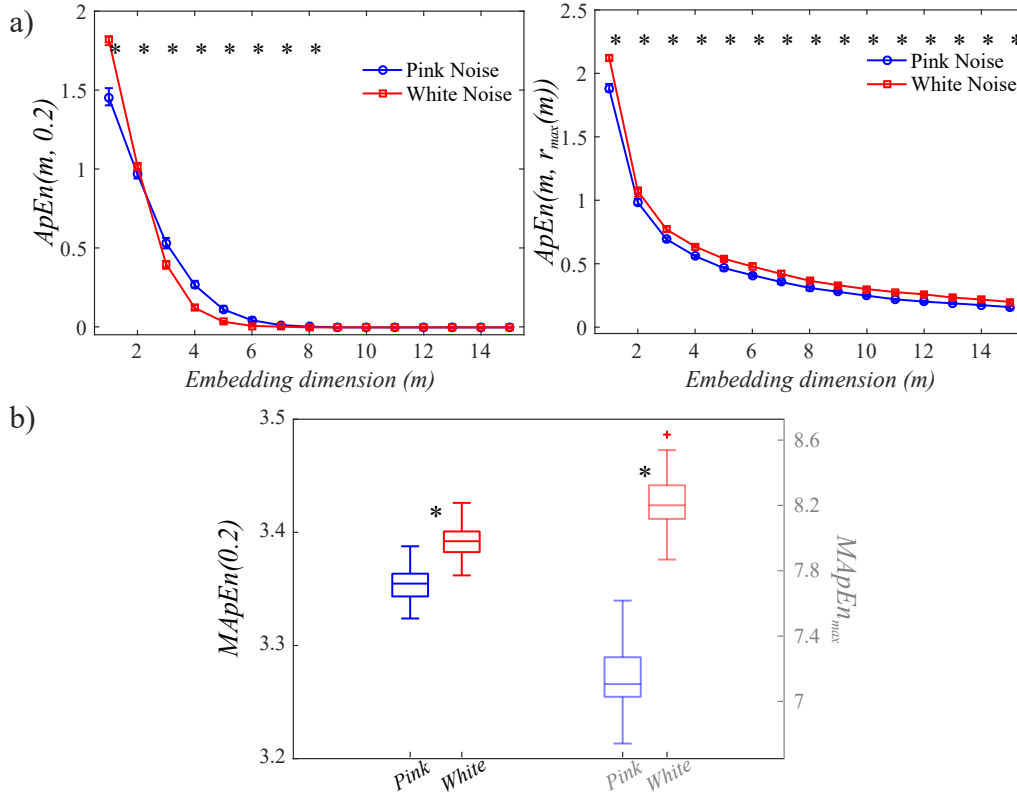 a)
2
1.5
1
0.5
0
* * * * * * * *
Pink Noise
White Noise
ApEn(m, 0.2)
2 4 6 8 10 12 14
Embedding dimension (m)
2.5
2
1.5
1
0.5
0
* * * * * * * * * * * * * * *
Pink Noise
White Noise
ApEn(m, r_max(m))
2 4 6 8 10 12 14
Embedding dimension (m)
b)
3.5
3.4
3.3
3.2
MApEn(0.2)
*
*
8.6
8.2
7.8
7.4
7
MApEn_max
Pink White Pink White